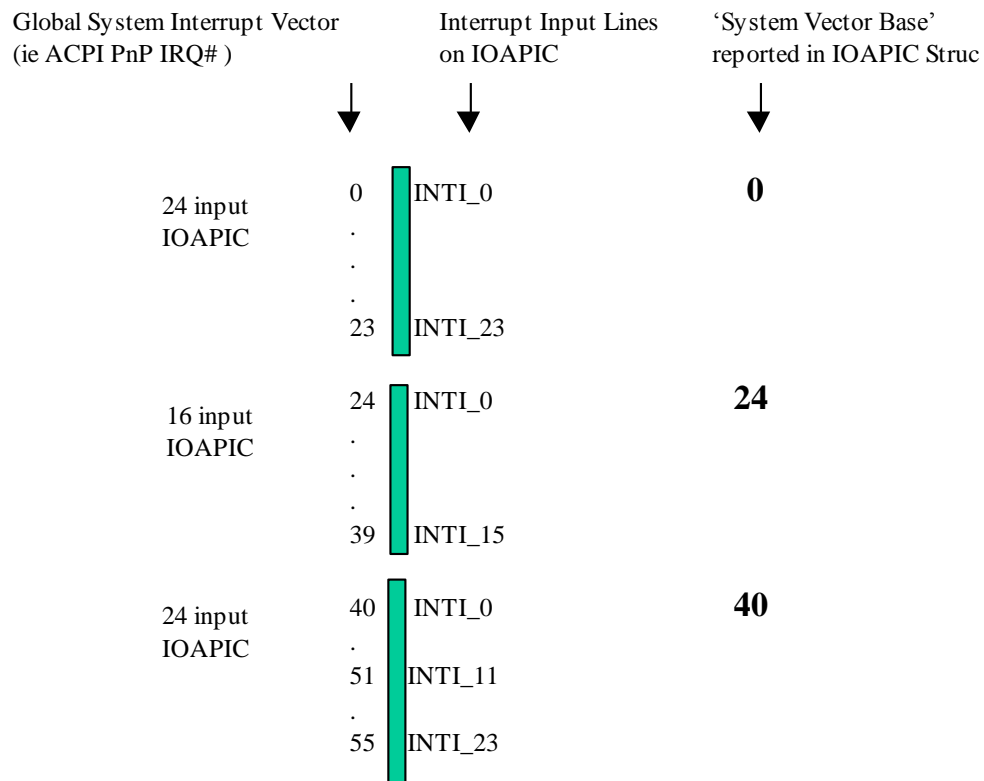 Global System Interrupt Vector
(ie ACPI PnP IRQ# )
Interrupt Input Lines
on IOAPIC
‘System Vector Base’
reported in IOAPIC Struc
24 input
IOAPIC
0
.
.
.
23
INTI_0
INTI_23
0
16 input
IOAPIC
24
.
.
.
39
INTI_0
INTI_15
24
24 input
IOAPIC
40
.
51
.
55
INTI_0
INTI_11
INTI_23
40